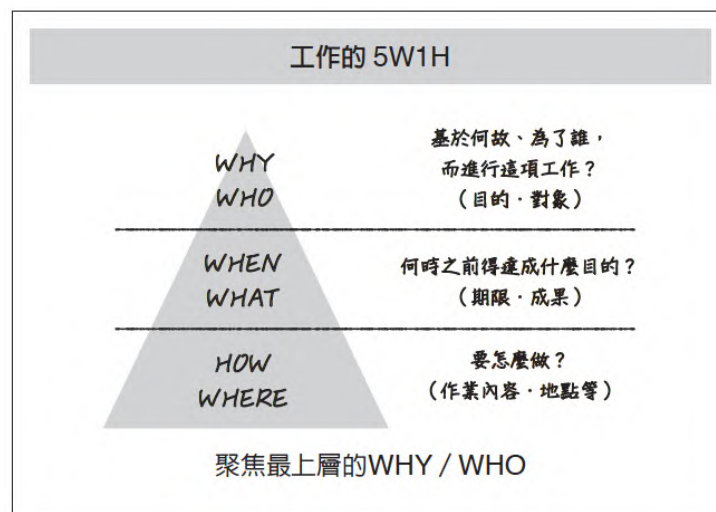 工作的 5W1H
WHY
WHO
基於何故、為了誰，
而進行這項工作？
（目的・對象）
WHEN
WHAT
何時之前得達成什麼目的？
（期限・成果）
HOW
WHERE
要怎麼做？
（作業內容・地點等）
聚焦最上層的WHY / WHO